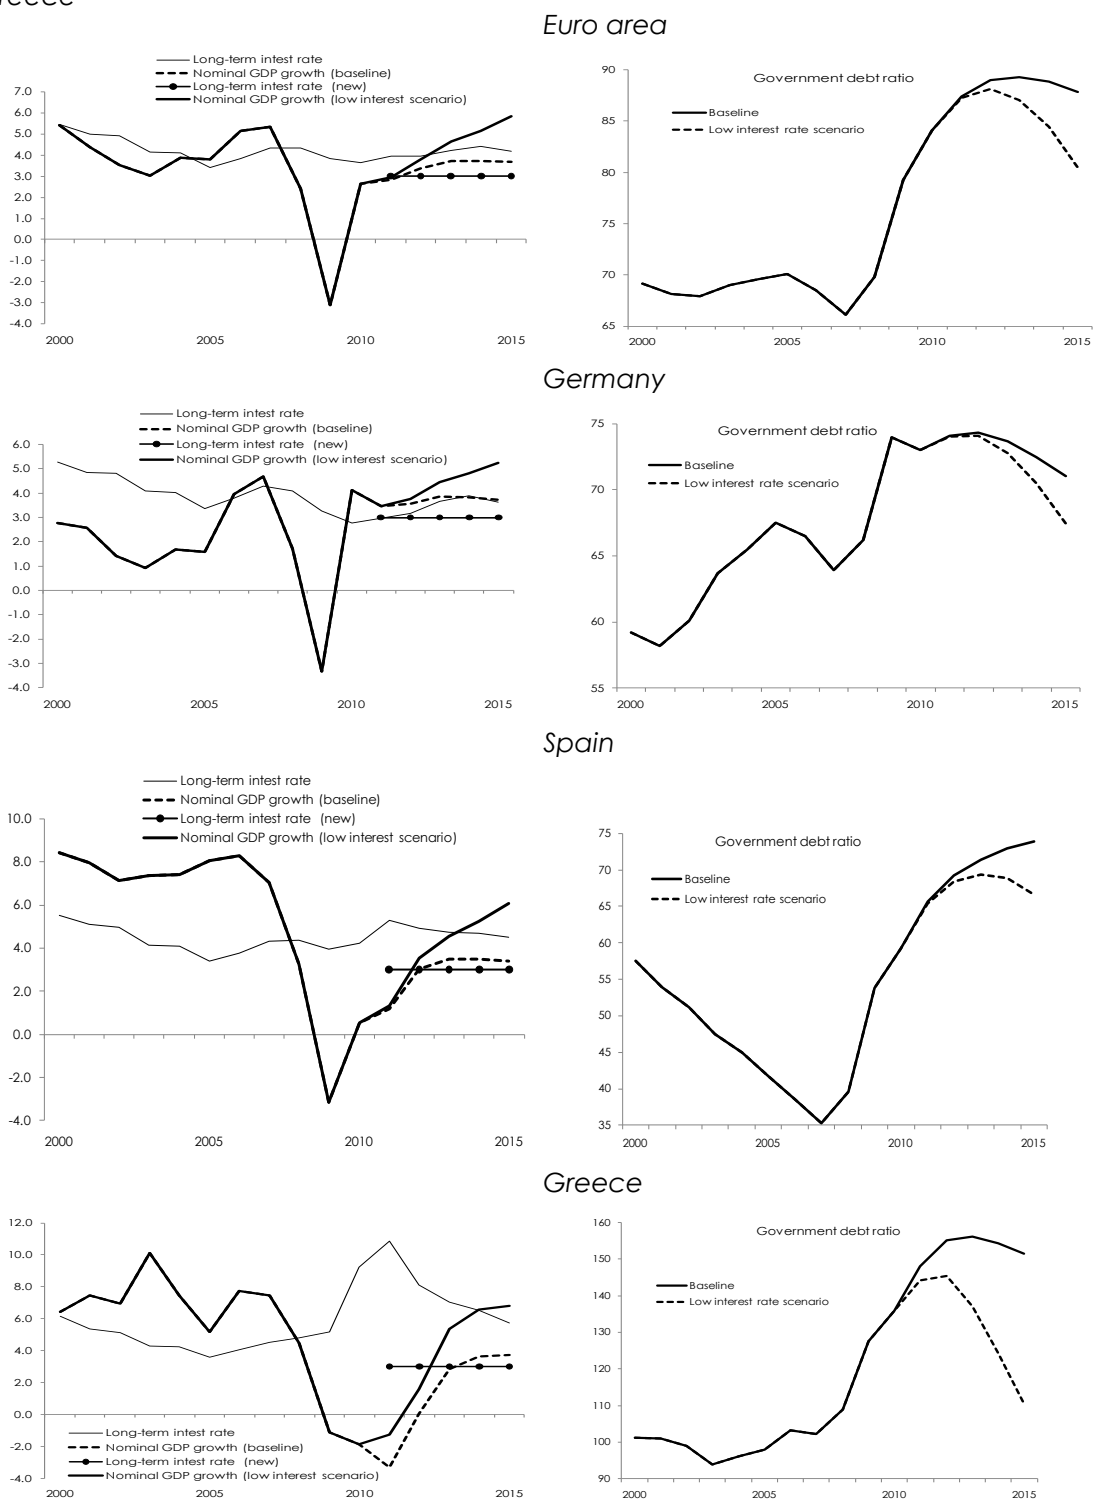 Euro area
Long-term intest rate
Nominal GDP growth (baseline)
Long-term intest rate (new)
Nominal GDP growth (low interest scenario)
7.0
6.0
5.0
4.0
3.0
2.0
1.0
0.0
-1.0
-2.0
-3.0
-4.0
2000 2005 2010 2015
Government debt ratio
Baseline
Low interest rate scenario
90
85
80
75
70
65
2000 2005 2010 2015
Germany
Long-term intest rate
Nominal GDP growth (baseline)
Long-term intest rate (new)
Nominal GDP growth (low interest scenario)
6.0
5.0
4.0
3.0
2.0
1.0
0.0
-1.0
-2.0
-3.0
-4.0
2000 2005 2010 2015
Government debt ratio
Baseline
Low interest rate scenario
75
70
65
60
55
2000 2005 2010 2015
Spain
Long-term intest rate
Nominal GDP growth (baseline)
Long-term intest rate (new)
Nominal GDP growth (low interest scenario)
10.0
8.0
6.0
4.0
2.0
0.0
-2.0
-4.0
2000 2005 2010 2015
Government debt ratio
Baseline
Low interest rate scenario
75
70
65
60
55
50
45
40
35
2000 2005 2010 2015
Greece
12.0
10.0
8.0
6.0
4.0
2.0
0.0
-2.0
-4.0
Long-term intest rate
Nominal GDP growth (baseline)
Long-term intest rate (new)
Nominal GDP growth (low interest scenario)
2000 2005 2010 2015
Government debt ratio
Baseline
Low interest rate scenario
160
150
140
130
120
110
100
90
2000 2005 2010 2015